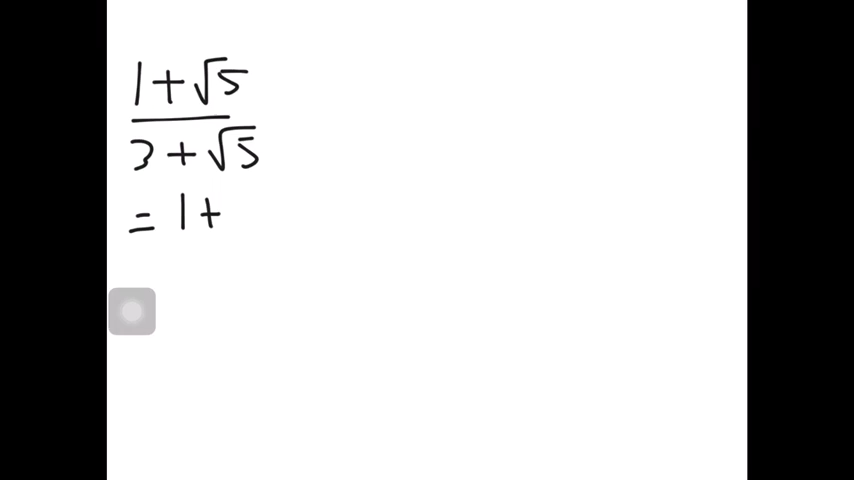 1 + √5
3 + √5
= 1 +